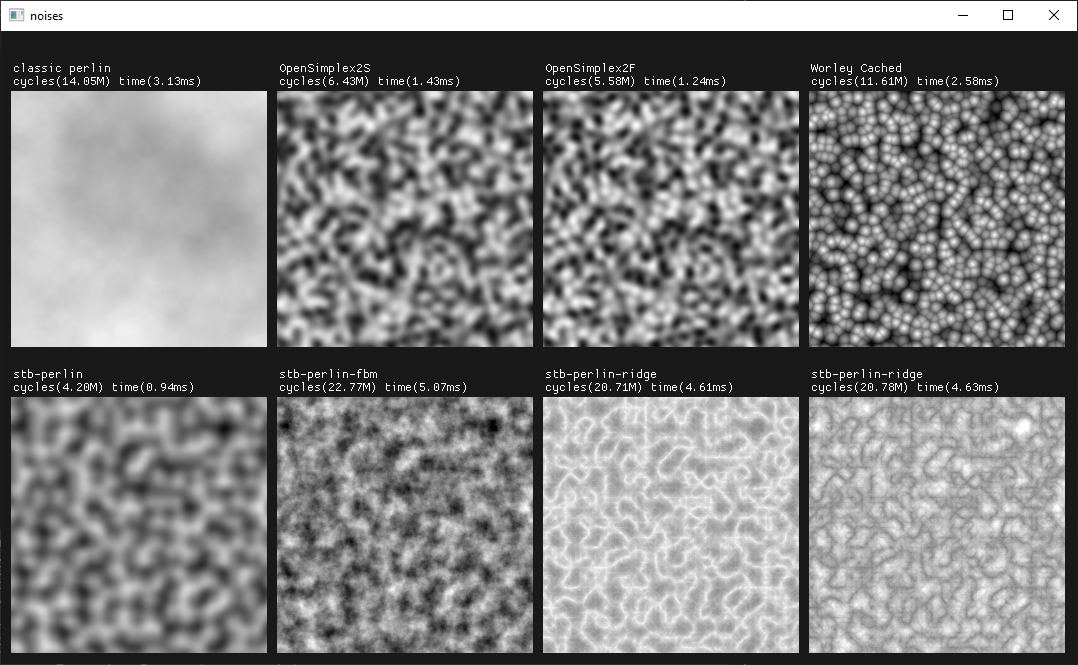 noises
classic perlin
cycles(14.05M) time(3.13ms)
OpenSimplex2S
cycles(6.43M) time(1.43ms)
OpenSimplex2F
cycles(5.58M) time(1.24ms)
Worley Cached
cycles(11.61M) time(2.58ms)
stb-perlin
cycles(4.20M) time(0.94ms)
stb-perlin-fbm
cycles(22.77M) time(5.07ms)
stb-perlin-ridge
cycles(20.71M) time(4.61ms)
stb-perlin-ridge
cycles(20.78M) time(4.63ms)